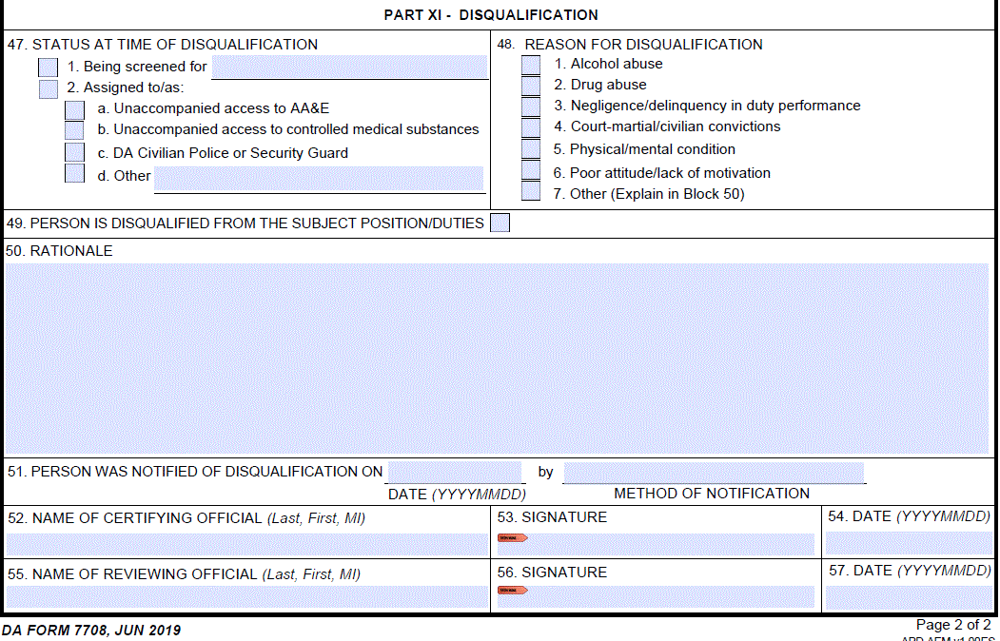 PART XI - DISQUALIFICATION
47. STATUS AT TIME OF DISQUALIFICATION
1. Being screened for
2. Assigned to/as:
a. Unaccompanied access to AA&E
b. Unaccompanied access to controlled medical substances
c. DA Civilian Police or Security Guard
d. Other
48. REASON FOR DISQUALIFICATION
1. Alcohol abuse
2. Drug abuse
3. Negligence/delinquency in duty performance
4. Court-martial/civilian convictions
5. Physical/mental condition
6. Poor attitude/lack of motivation
7. Other (Explain in Block 50)
49. PERSON IS DISQUALIFIED FROM THE SUBJECT POSITION/DUTIES
50. RATIONALE
51. PERSON WAS NOTIFIED OF DISQUALIFICATION ON by
DATE (YYYYMMDD) METHOD OF NOTIFICATION
52. NAME OF CERTIFYING OFFICIAL (Last, First, MI)
53. SIGNATURE
54. DATE (YYYYMMDD)
55. NAME OF REVIEWING OFFICIAL (Last, First, MI)
56. SIGNATURE
57. DATE (YYYYMMDD)
DA FORM 7708, JUN 2019
Page 2 of 2